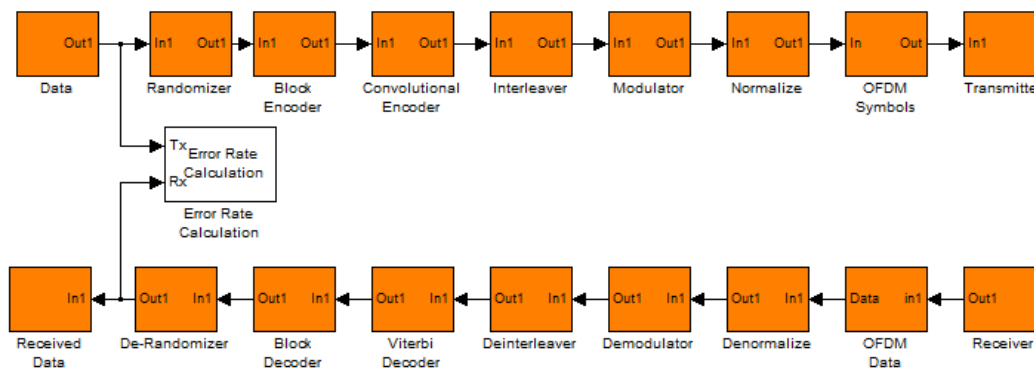 Out1 In1 Out1 In1 Out1 In1 Out1 In1 Out1 In1 Out1 In1 Out1 In Out In1
Data Randomizer Block Encoder Convolutional Encoder Interleaver Modulator Normalize OFDM Symbols Transmitte
Tx
Error Rate
Calculation
Rx
Error Rate
Calculation
In1 Out1 In1 Out1 In1 Out1 In1 Out1 In1 Out1 In1 Out1 In1 Data in1 Out1
Received Data De-Randomizer Block Decoder Viterbi Decoder Deinterleaver Demodulator Denormalize OFDM Data Receiver